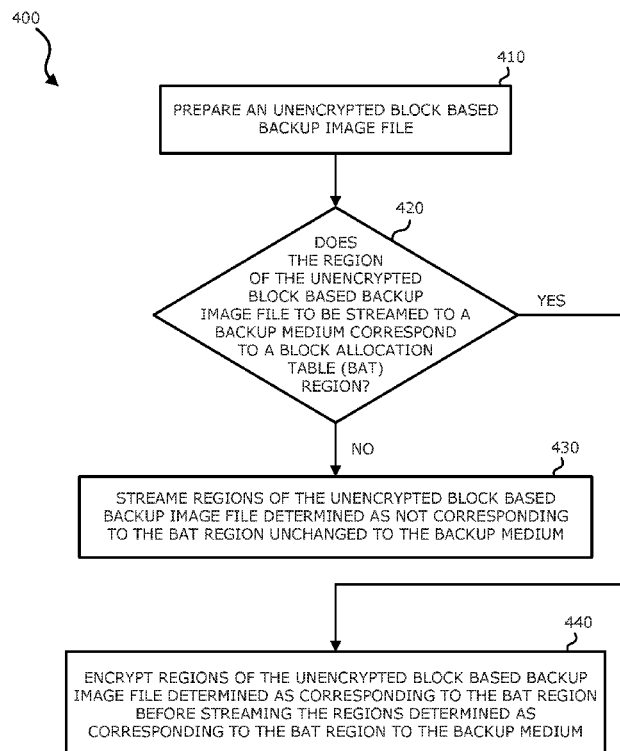 400
410
PREPARE AN UNENCRYPTED BLOCK BASED
BACKUP IMAGE FILE
420
DOES
THE REGION
OF THE UNENCRYPTED
BLOCK BASED BACKUP
IMAGE FILE TO BE STREAMED TO A
BACKUP MEDIUM CORRESPOND
TO A BLOCK ALLOCATION
TABLE (BAT)
REGION?
YES
NO
430
STREAME REGIONS OF THE UNENCRYPTED BLOCK BASED
BACKUP IMAGE FILE DETERMINED AS NOT CORRESPONDING
TO THE BAT REGION UNCHANGED TO THE BACKUP MEDIUM
440
ENCRYPT REGIONS OF THE UNENCRYPTED BLOCK BASED BACKUP
IMAGE FILE DETERMINED AS CORRESPONDING TO THE BAT REGION
BEFORE STREAMING THE REGIONS DETERMINED AS
CORRESPONDING TO THE BAT REGION TO THE BACKUP MEDIUM